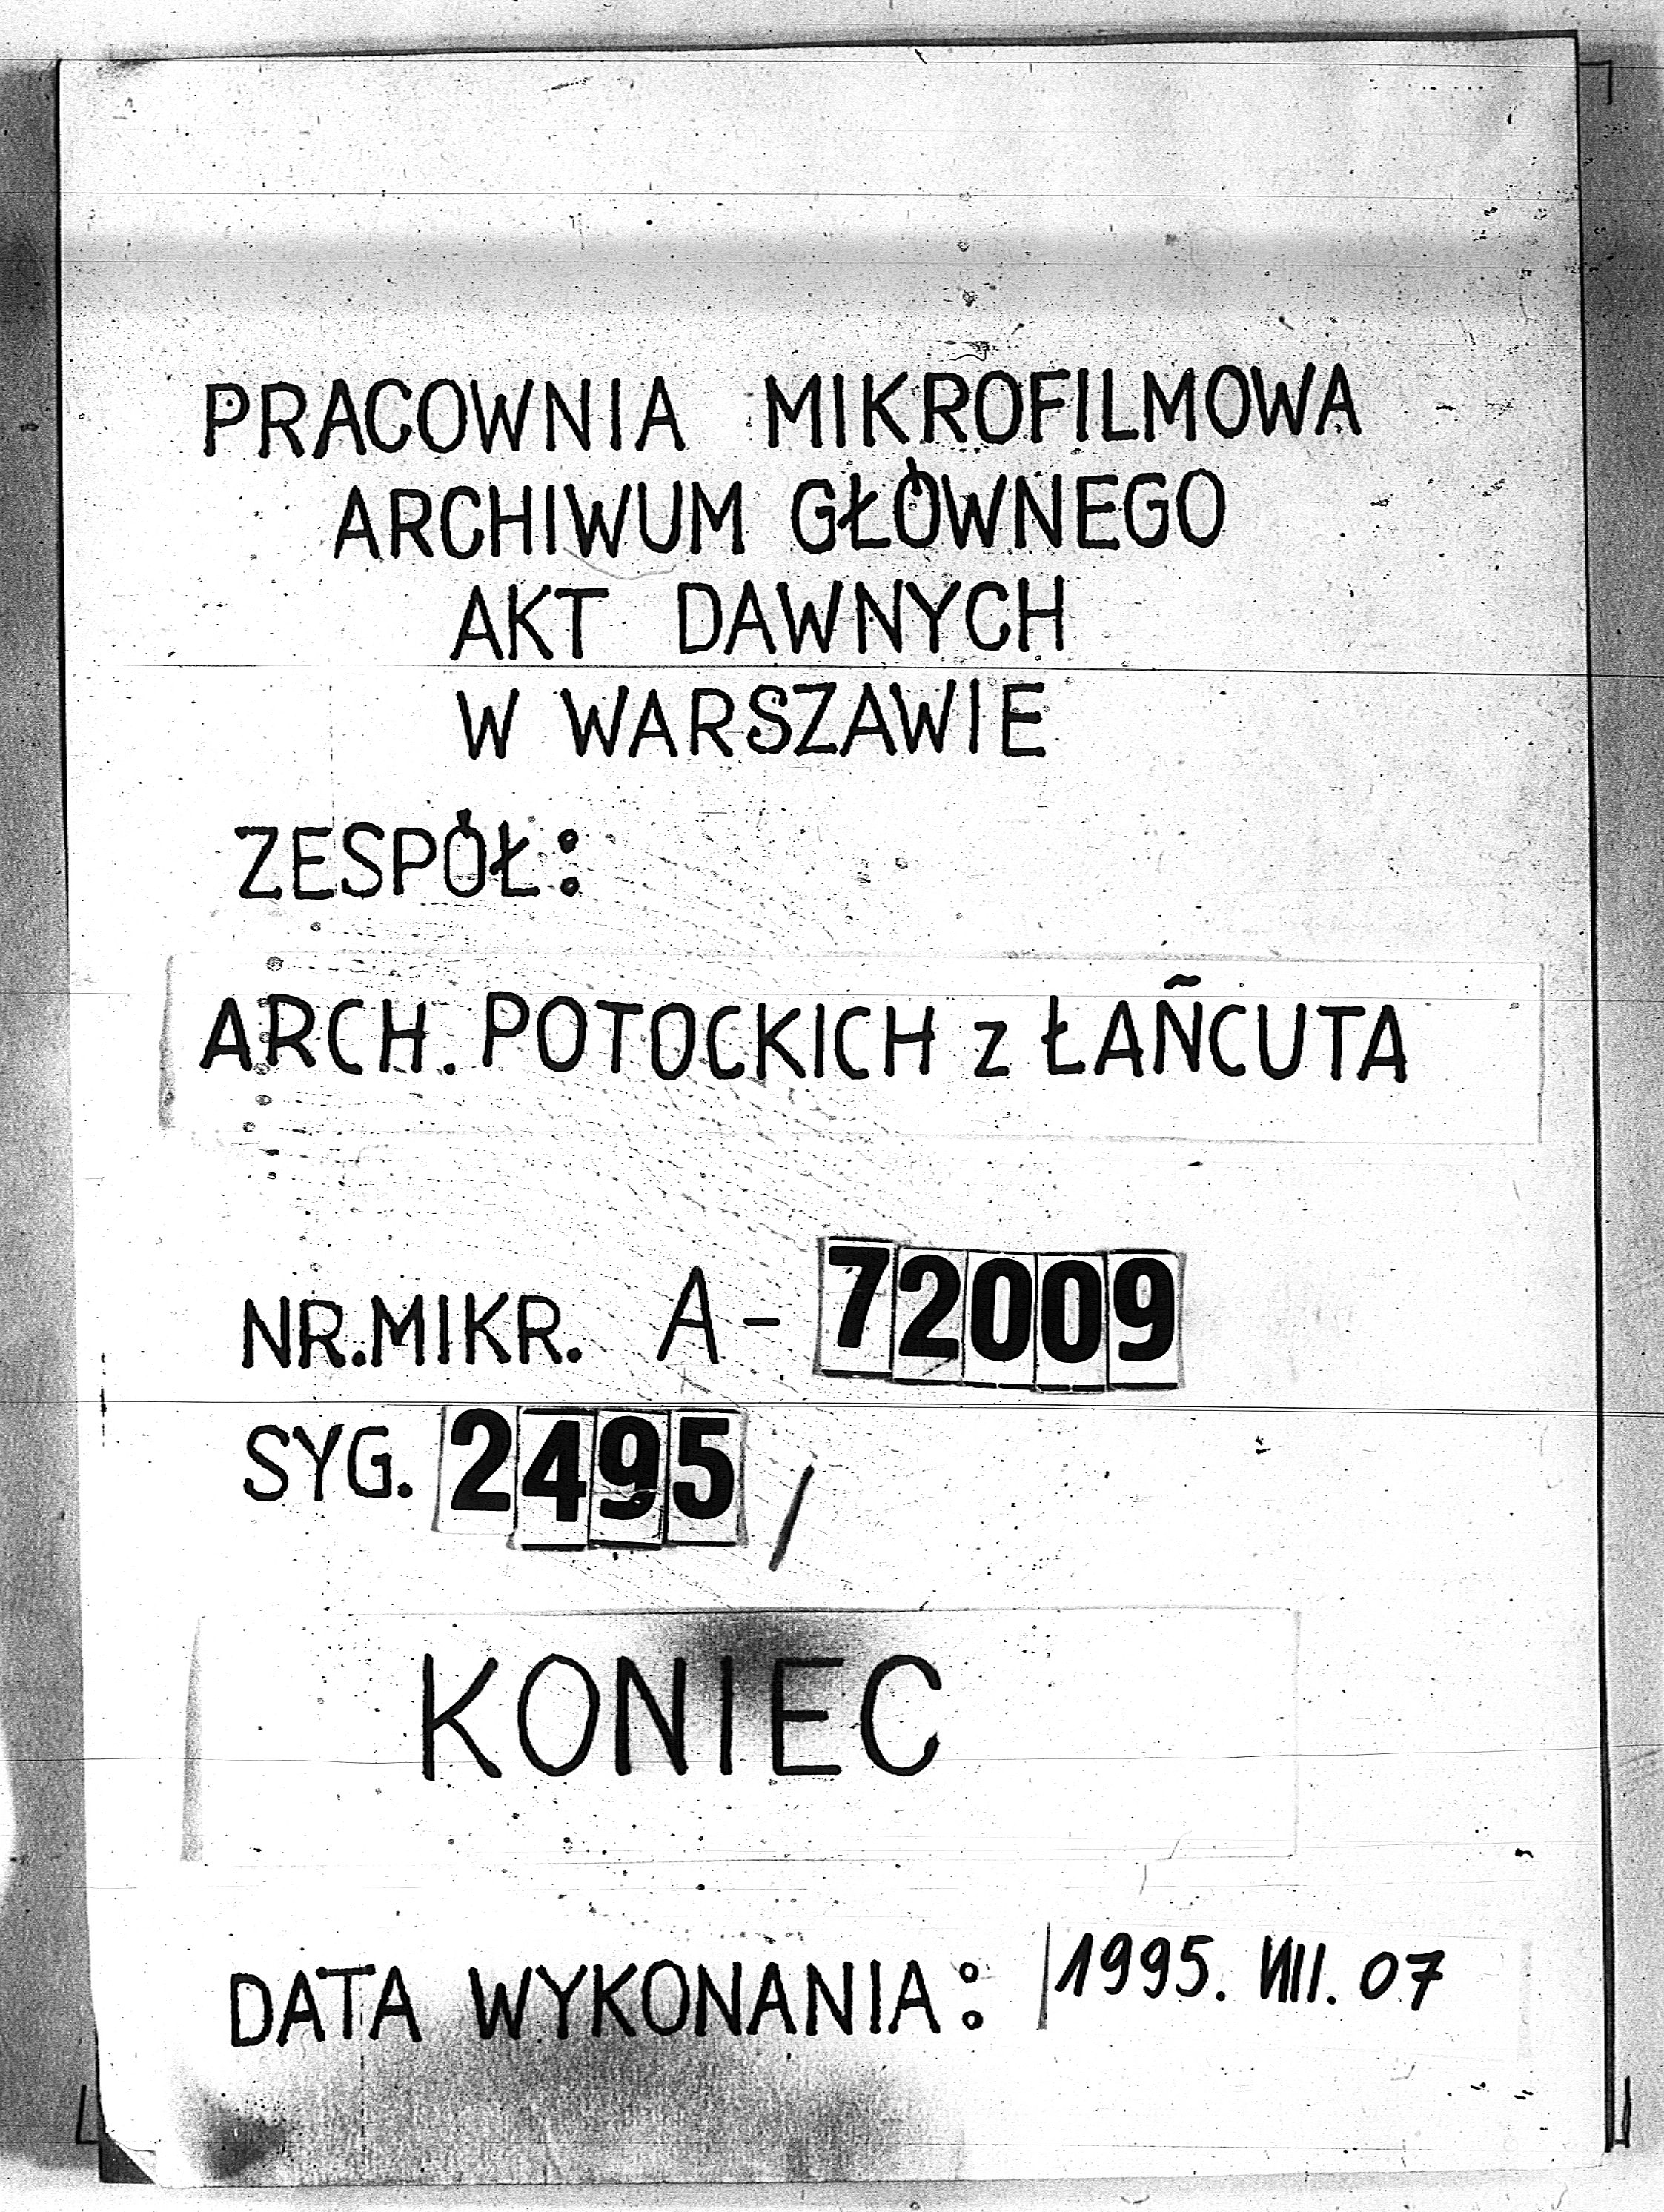 PRACOWNIA MIKROFILMOWA
ARCHIWUM GŁÓWNEGO
AKT DAWNYCH
W WARSZAWIE
ZESPÓŁ:
ARCH. POTOCKICH z ŁAÑCUTA
NR.MIKR. A-72009
SYG. 2495/
KONIEC
DATA WYKONANIA: 1995. VIII. 07